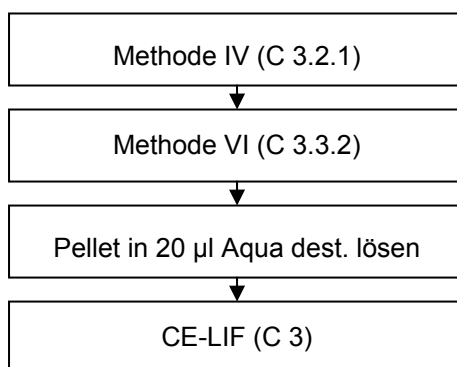 Methode IV (C 3.2.1)
Methode VI (C 3.3.2)
Pellet in 20 µl Aqua dest. lösen
CE-LIF (C 3)